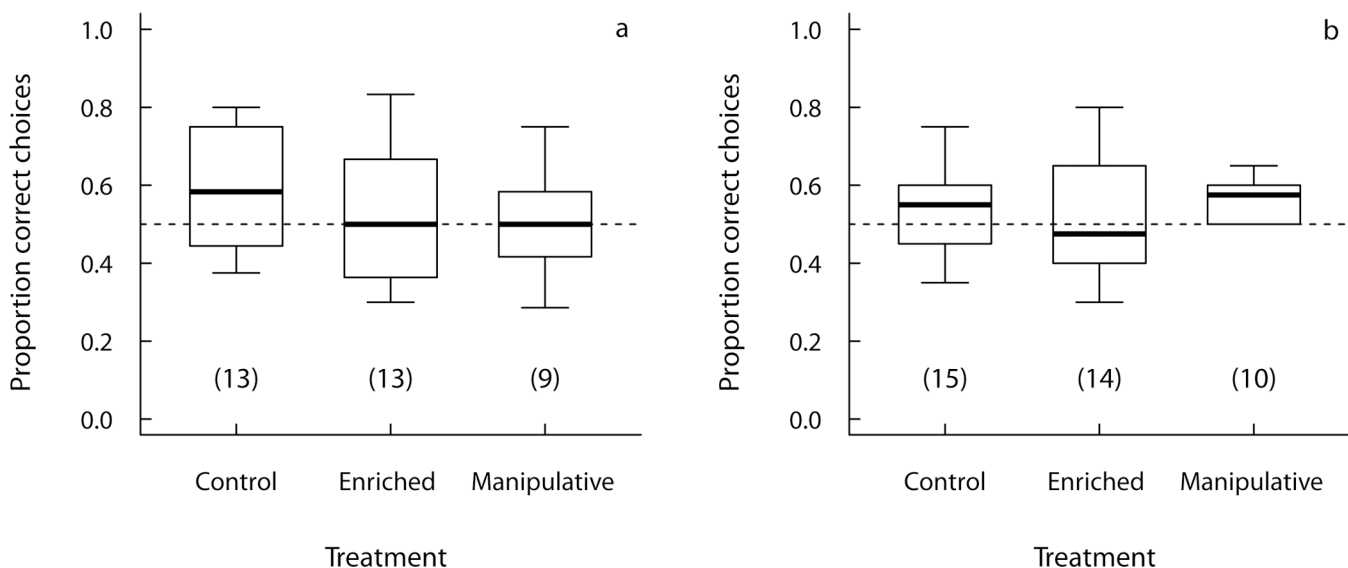 a
Proportion correct choices
1.0
0.8
0.6
0.4
0.2
0.0
(13) (13) (9)
Control Enriched Manipulative
Treatment
b
Proportion correct choices
1.0
0.8
0.6
0.4
0.2
0.0
(15) (14) (10)
Control Enriched Manipulative
Treatment